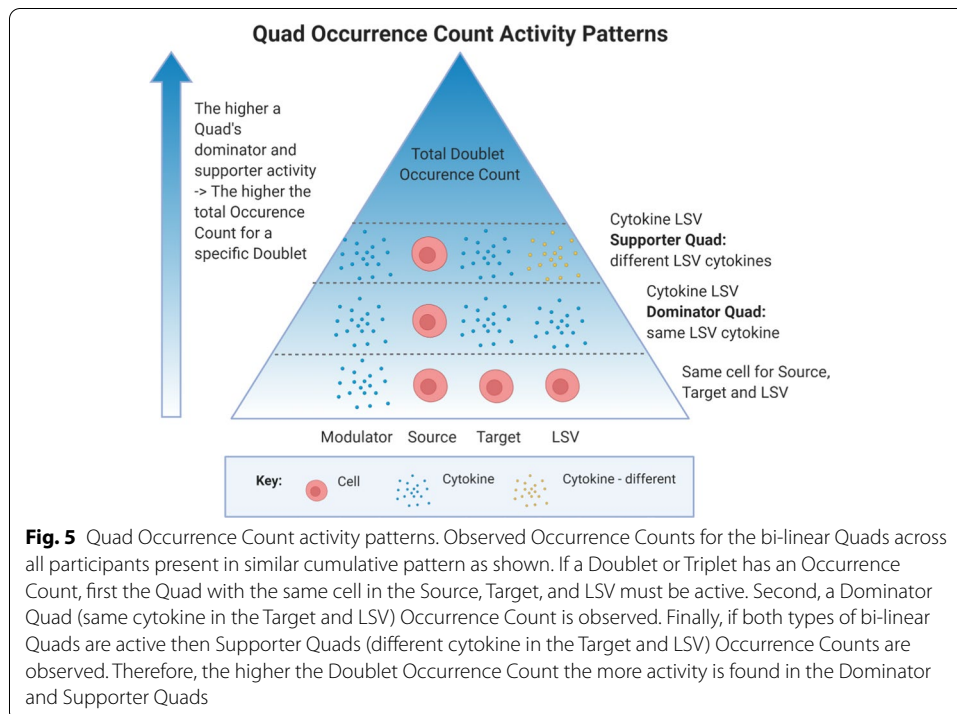 Quad Occurrence Count Activity Patterns
The higher a
Quad's
dominator and
supporter activity
-> The higher the
total Occurence
Count for a
specific Doublet
Total Doublet
Occurence Count
Cytokine LSV
Supporter Quad:
different LSV cytokines
Cytokine LSV
Dominator Quad:
same LSV cytokine
Same cell for Source,
Target and LSV
Modulator Source Target LSV
Key: Cell Cytokine Cytokine - different
Fig. 5 Quad Occurrence Count activity patterns. Observed Occurrence Counts for the bi-linear Quads across
all participants present in similar cumulative pattern as shown. If a Doublet or Triplet has an Occurrence
Count, first the Quad with the same cell in the Source, Target, and LSV must be active. Second, a Dominator
Quad (same cytokine in the Target and LSV) Occurrence Count is observed. Finally, if both types of bi-linear
Quads are active then Supporter Quads (different cytokine in the Target and LSV) Occurrence Counts are
observed. Therefore, the higher the Doublet Occurrence Count the more activity is found in the Dominator
and Supporter Quads